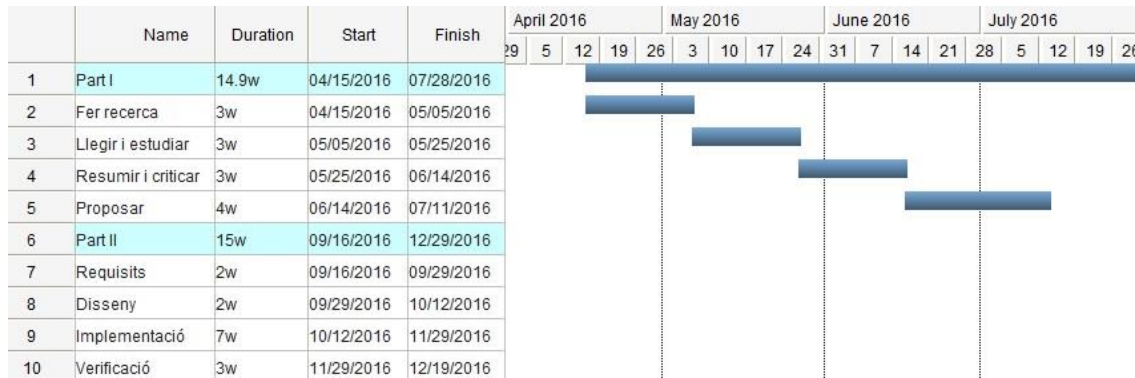 Name Duration Start Finish April 2016 May 2016 June 2016 July 2016
29 5 12 19 26 3 10 17 24 31 7 14 21 28 5 12 19 26
1 Part I 14.9w 04/15/2016 07/28/2016
2 Fer recerca 3w 04/15/2016 05/05/2016
3 Llegir i estudiar 3w 05/05/2016 05/25/2016
4 Resumir i criticar 3w 05/25/2016 06/14/2016
5 Proposar 4w 06/14/2016 07/11/2016
6 Part II 15w 09/16/2016 12/29/2016
7 Requisits 2w 09/16/2016 09/29/2016
8 Disseny 2w 09/29/2016 10/12/2016
9 Implementació 7w 10/12/2016 11/29/2016
10 Verificació 3w 11/29/2016 12/19/2016